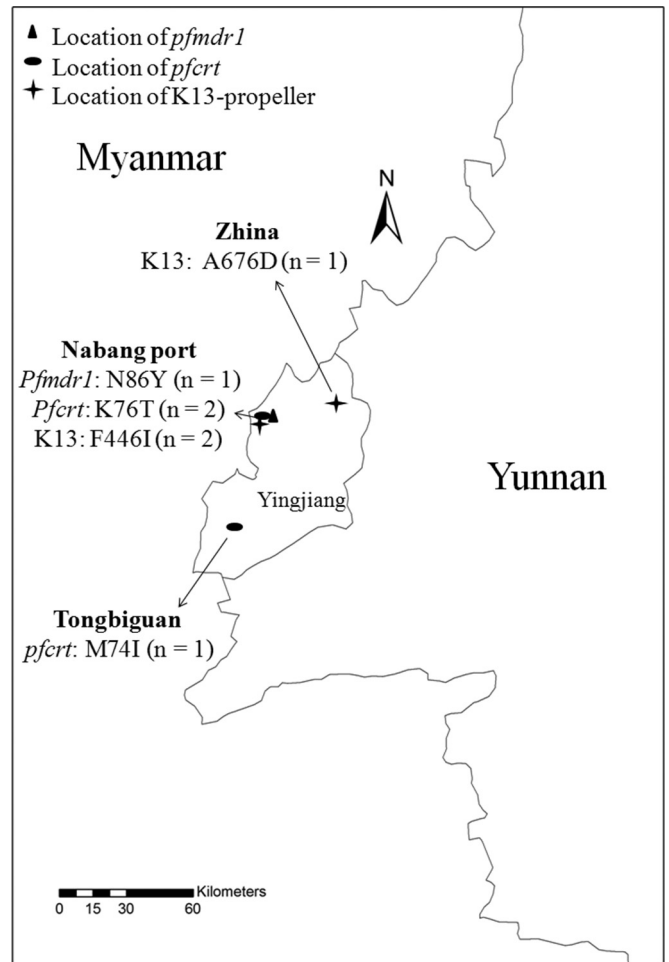 Location of pfmdr1
Location of pfcrt
Location of K13-propeller
Myanmar
N
Zhina
K13: A676D (n = 1)
Nabang port
Pfmdr1: N86Y (n = 1)
Pfcrt: K76T (n = 2)
K13: F446I (n = 2)
Yunnan
Yingjiang
Tongbiguan
pfcrt: M74I (n = 1)
Kilometers
0 15 30 60